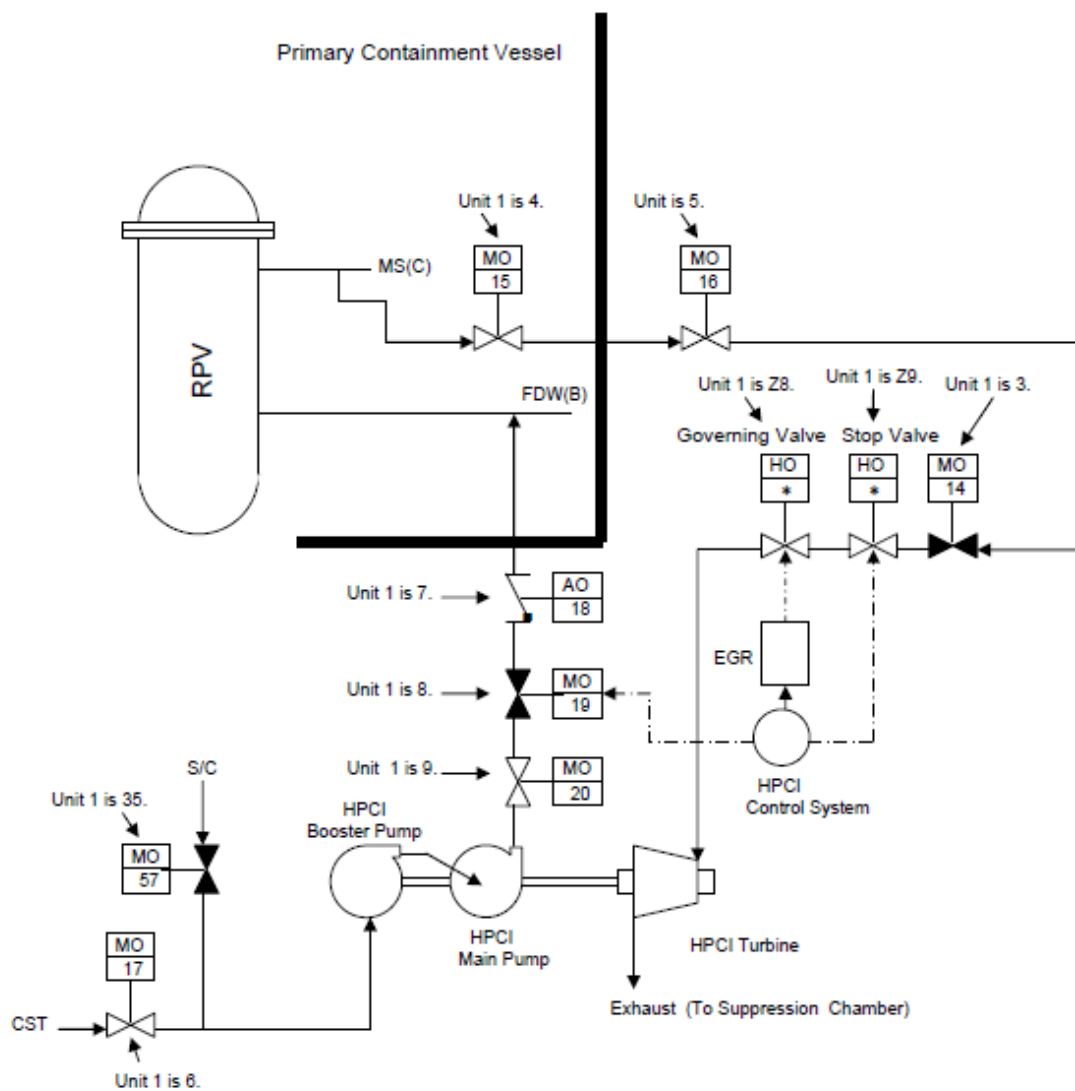 Primary Containment Vessel
Unit 1 is 4.
Unit is 5.
MO
15
MO
16
MS(C)
RPV
FDW(B)
Unit 1 is Z8.
Unit 1 is Z9.
Unit 1 is 3.
Governing Valve
Stop Valve
HO
*
HO
*
MO
14
Unit 1 is 7.
AO
18
EGR
Unit 1 is 8.
MO
19
Unit 1 is 9.
MO
20
HPCI
Control System
S/C
Unit 1 is 35.
MO
57
HPCI
Booster Pump
HPCI
Main Pump
HPCI Turbine
MO
17
CST
Exhaust (To Suppression Chamber)
Unit 1 is 6.